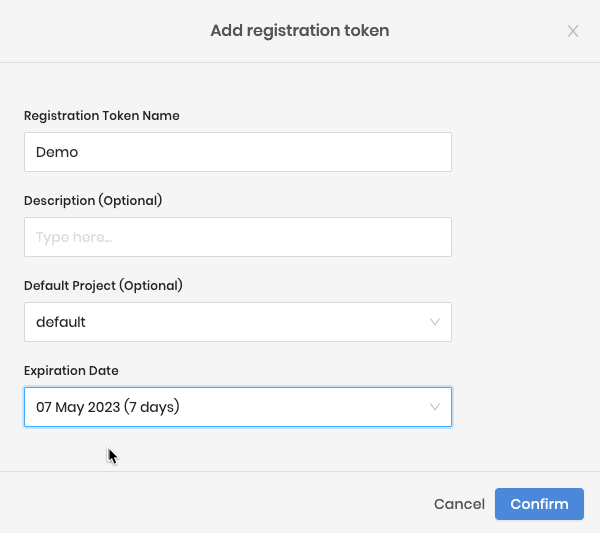 Add registration token
Registration Token Name
Demo
Description (Optional)
Type here...
Default Project (Optional)
default
Expiration Date
07 May 2023 (7 days)
Cancel
Confirm